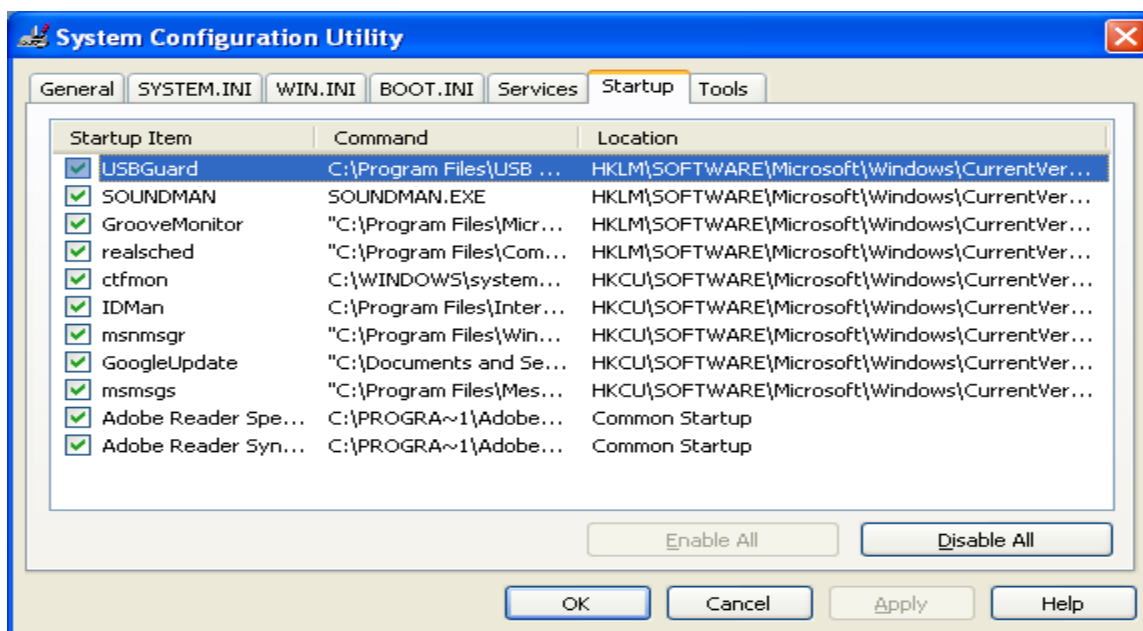 System Configuration Utility
General SYSTEM.INI WIN.INI BOOT.INI Services Startup Tools
Startup Item Command Location
USBGuard C:\Program Files\USB ... HKLM\SOFTWARE\Microsoft\Windows\CurrentVer...
SOUNDMAN SOUNDMAN.EXE HKLM\SOFTWARE\Microsoft\Windows\CurrentVer...
GrooveMonitor "C:\Program Files\Micr... HKLM\SOFTWARE\Microsoft\Windows\CurrentVer...
realsched "C:\Program Files\Com... HKLM\SOFTWARE\Microsoft\Windows\CurrentVer...
ctfmon C:\WINDOWS\system... HKCU\SOFTWARE\Microsoft\Windows\CurrentVer...
IDMan C:\Program Files\Inter... HKCU\SOFTWARE\Microsoft\Windows\CurrentVer...
msnmsgr "C:\Program Files\Win... HKCU\SOFTWARE\Microsoft\Windows\CurrentVer...
GoogleUpdate "C:\Documents and Se... HKCU\SOFTWARE\Microsoft\Windows\CurrentVer...
msmsgs "C:\Program Files\Mes... HKCU\SOFTWARE\Microsoft\Windows\CurrentVer...
Adobe Reader Spe... C:\PROGRA~1\Adobe... Common Startup
Adobe Reader Syn... C:\PROGRA~1\Adobe... Common Startup
Enable All Disable All
OK Cancel Apply Help